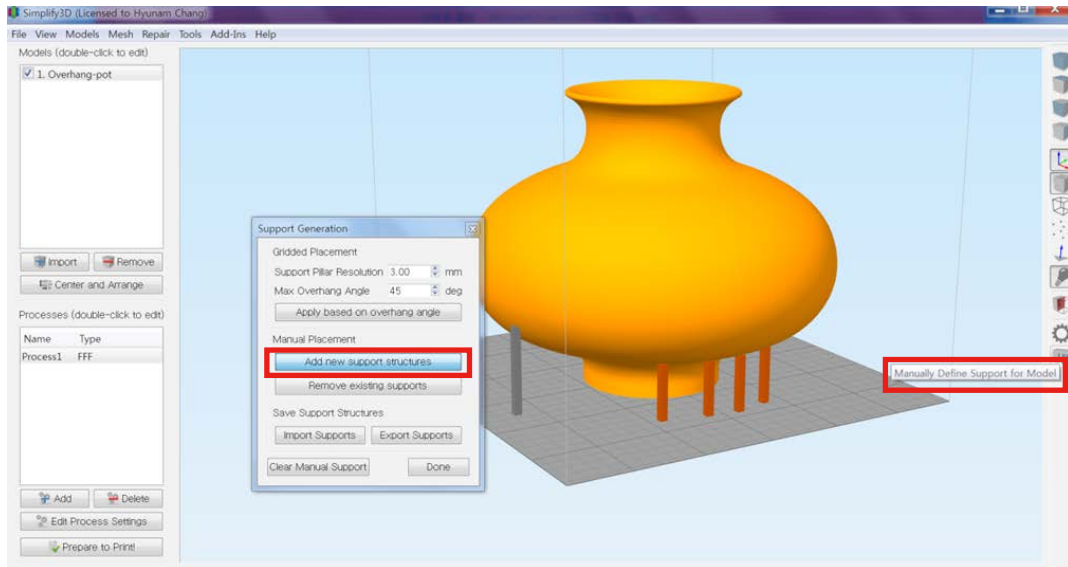 Simplify3D (Licensed to Hyunam Chang)
File View Models Mesh Repair Tools Add-Ins Help
Models (double-click to edit)
1. Overhang-pot
Import Remove
Center and Arrange
Processes (double-click to edit)
Name Type
Process1 FFF
Add Delete
Edit Process Settings
Prepare to Print!
Support Generation
Gridded Placement
Support Pillar Resolution 3.00 mm
Max Overhang Angle 45 deg
Apply based on overhang angle
Manual Placement
Add new support structures
Remove existing supports
Save Support Structures
Import Supports Export Supports
Clear Manual Support Done
Manually Define Support for Model